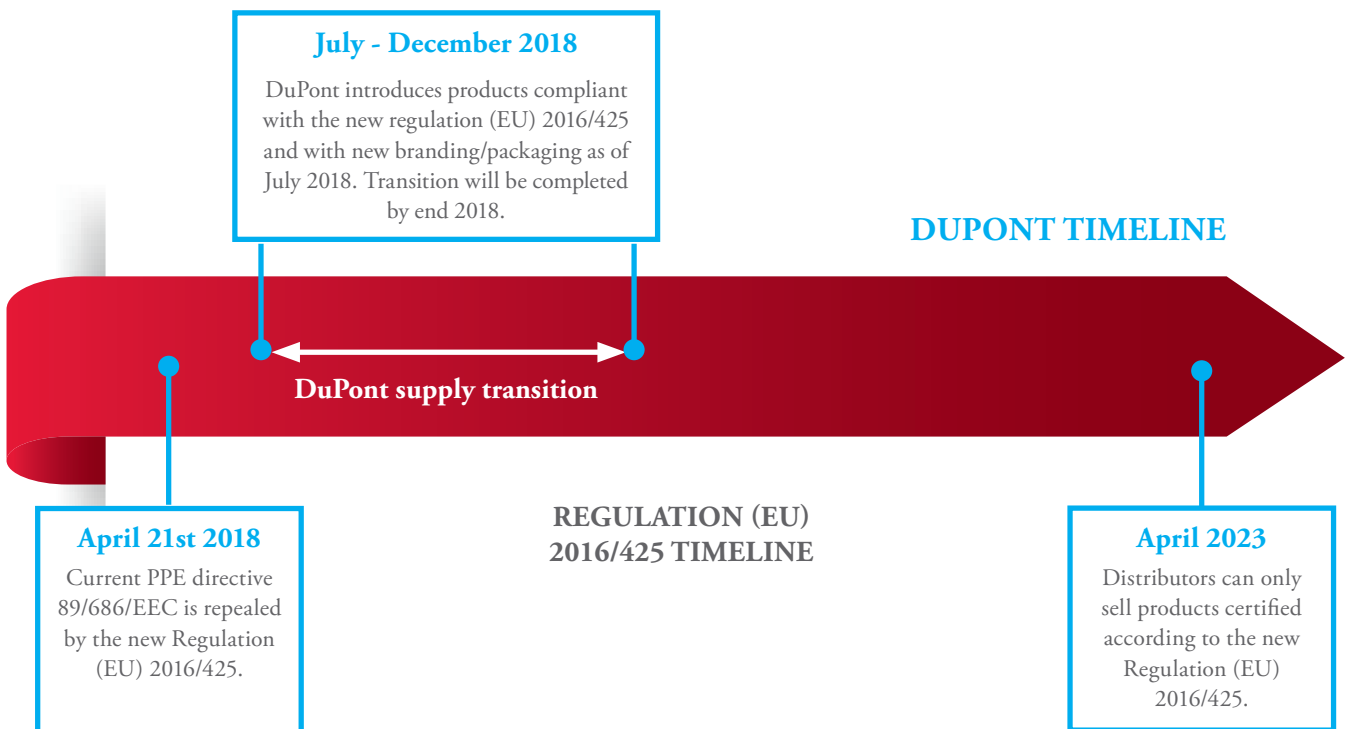 July - December 2018
DuPont introduces products compliant
with the new regulation (EU) 2016/425
and with new branding/packaging as of
July 2018. Transition will be completed
by end 2018.
DUPONT TIMELINE
DuPont supply transition
REGULATION (EU)
2016/425 TIMELINE
April 21st 2018
Current PPE directive
89/686/EEC is repealed
by the new Regulation
(EU) 2016/425.
April 2023
Distributors can only
sell products certified
according to the new
Regulation (EU)
2016/425.